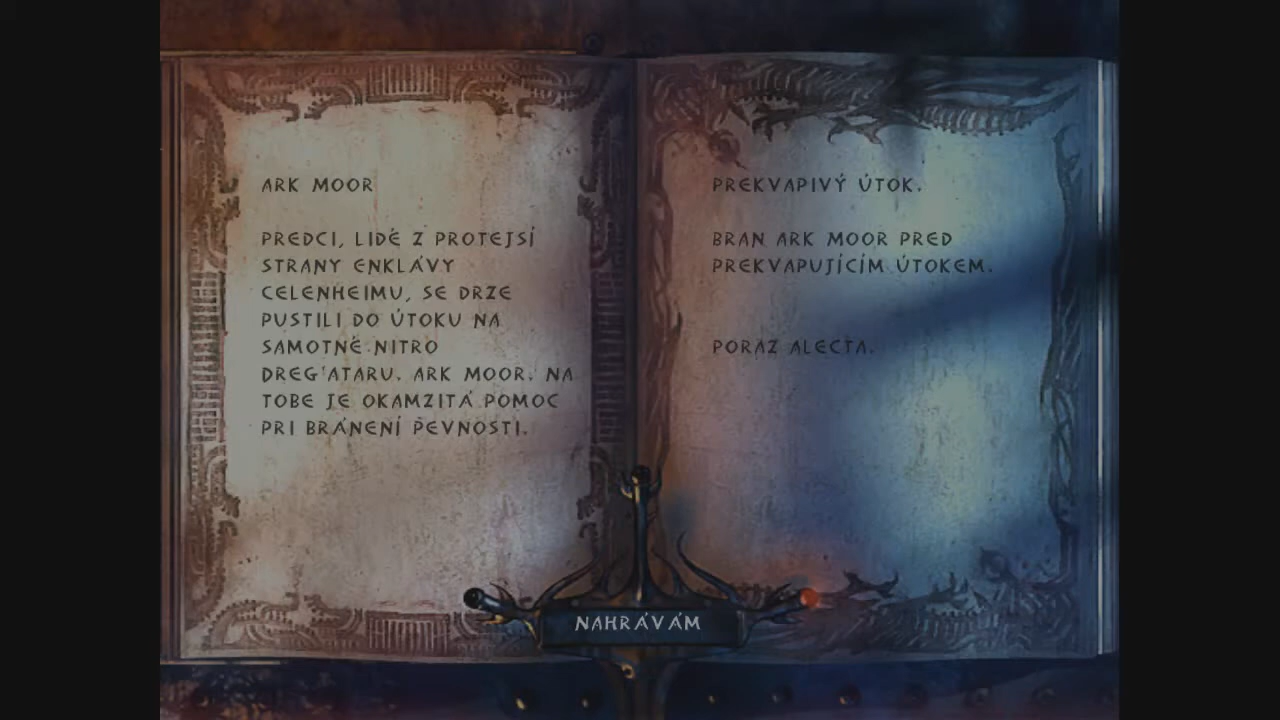 ARK MOOR
PREDCI, LIDÉ Z PROTEJSÍ
STRANY ENKLÁVY
CELENHEIMU, SE DRZE
PUSTILI DO ÚTOKU NA
SAMOTNÉ NITRO
DREG'ATARU. ARK MOOR. NA
TOBE JE OKAMZITÁ POMOC
PRI BRÁNENÍ PEVNOSTI.
PREKVAPIVÝ ÚTOK.
BRAN ARK MOOR PRED
PREKVAPUJÍCÍM ÚTOKEM.
PORAZ ALECTA.
NAHRÁVÁM